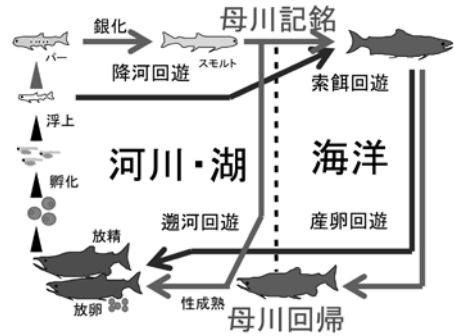 銀化
母川記銘
パー
スモルト
降河回遊
索餌回遊
浮上
河川・湖
海洋
孵化
放精
遡河回遊
産卵回遊
放卵
性成熟
母川回帰